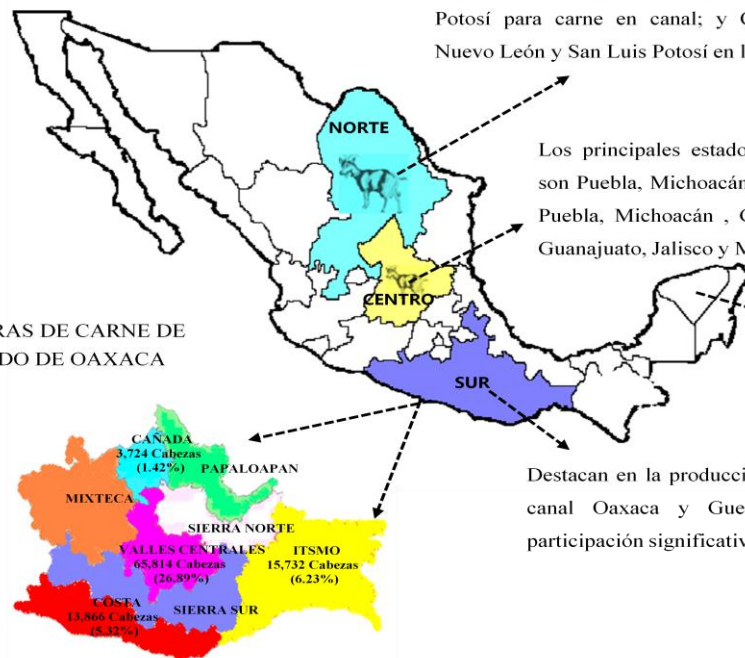 Potosí para carne en canal; y
Nuevo León y San Luis Potosí en
NORTE
Los principales estado
son Puebla, Michoacán
Puebla, Michoacán ,
Guanajuato, Jalisco y
CENTRO
RAS DE CARNE DE
DO DE OAXACA
SUR
CAÑADA
3,724 Cabezas
(1.42%)
PAPALOAPAN
MIXTECA
SIERRA NORTE
VALLES CENTRALES
65,814 Cabezas
(26.89%)
ITSMO
15,732 Cabezas
(6.23%)
COSTA
13,866 Cabezas
(5.32%)
SIERRA SUR
Destacan en la producci
canal Oaxaca y Gue
participación significativ